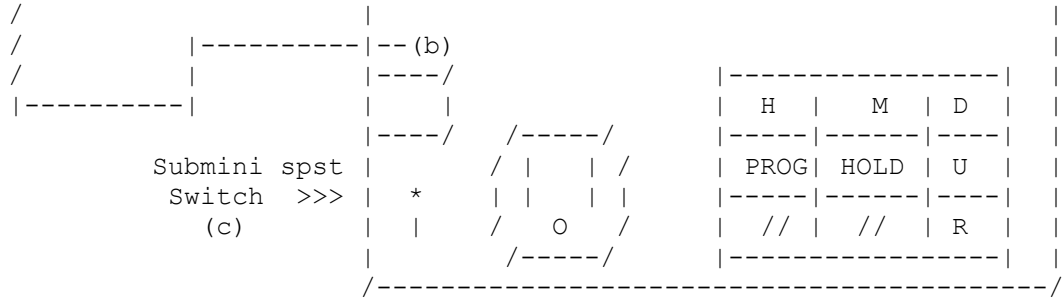 (b)
H M D
Submini spst PROG HOLD U
Switch >>> *
(c) O // // R